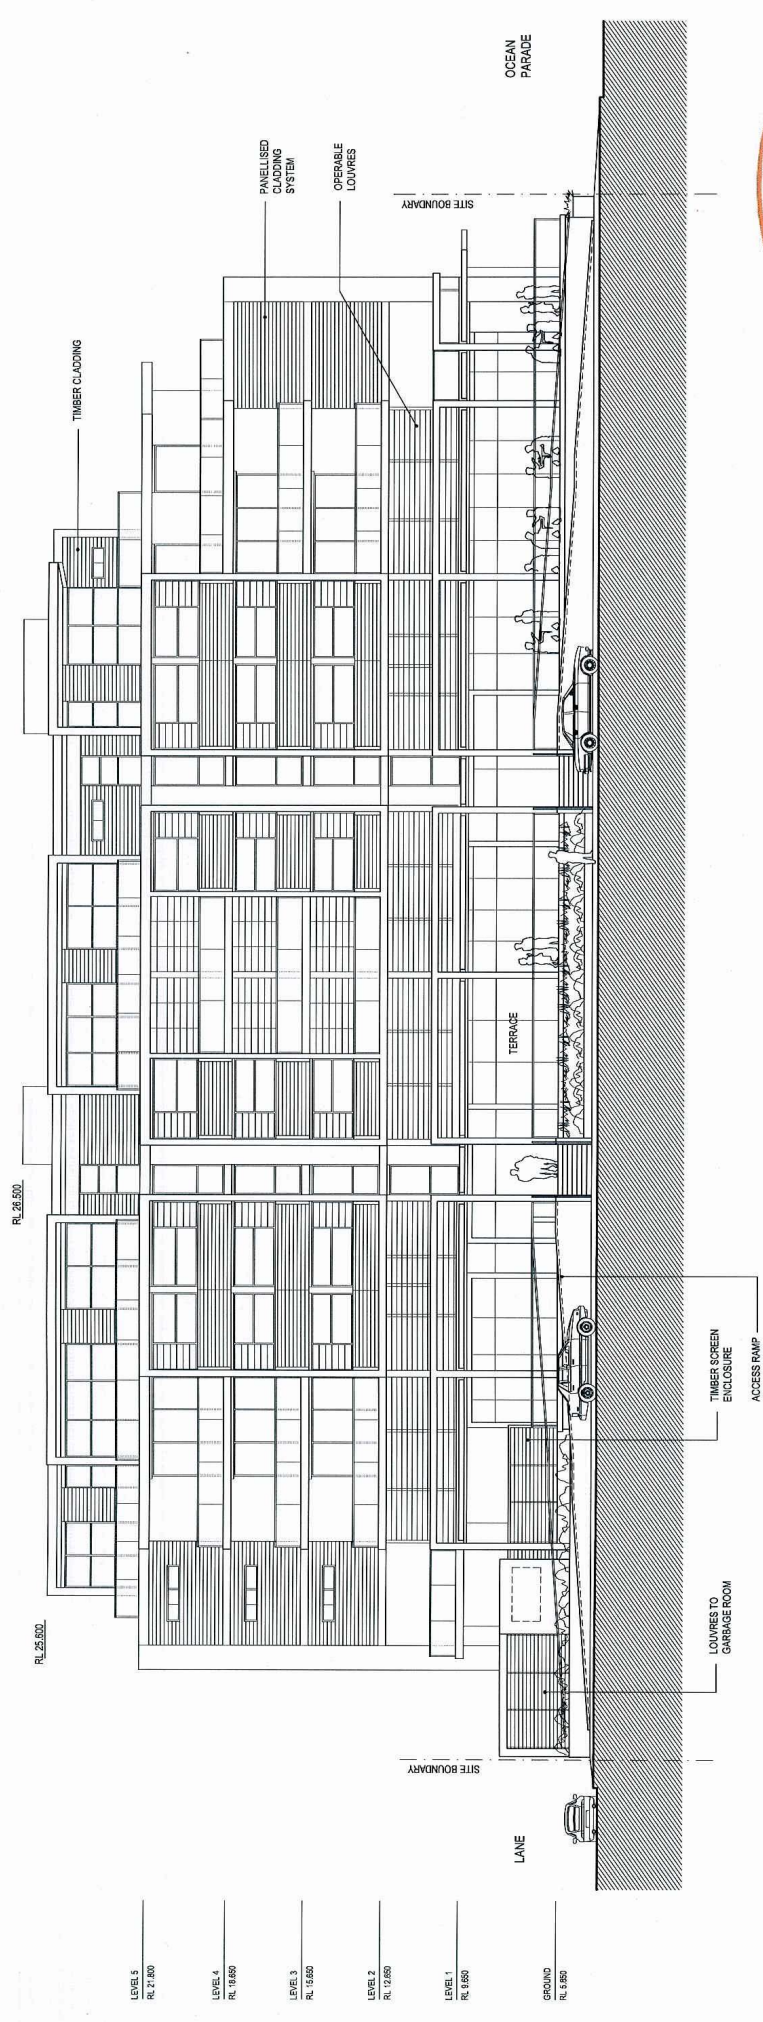 RL 26.500
RL 25.600
TIMBER CLADDING
PANELLISED
CLADDING
SYSTEM
OPERABLE
LOUVRES
OCEAN
PARADE
SITE BOUNDARY
SITE BOUNDARY
LANE
TERRACE
LEVEL 5
RL 21.800
LEVEL 4
RL 18.650
LEVEL 3
RL 15.650
LEVEL 2
RL 12.650
LEVEL 1
RL 9.650
GROUND
RL 5.850
LOUVRES TO
GARBAGE ROOM
TIMBER SCREEN
ENCLOSURE
ACCESS RAMP